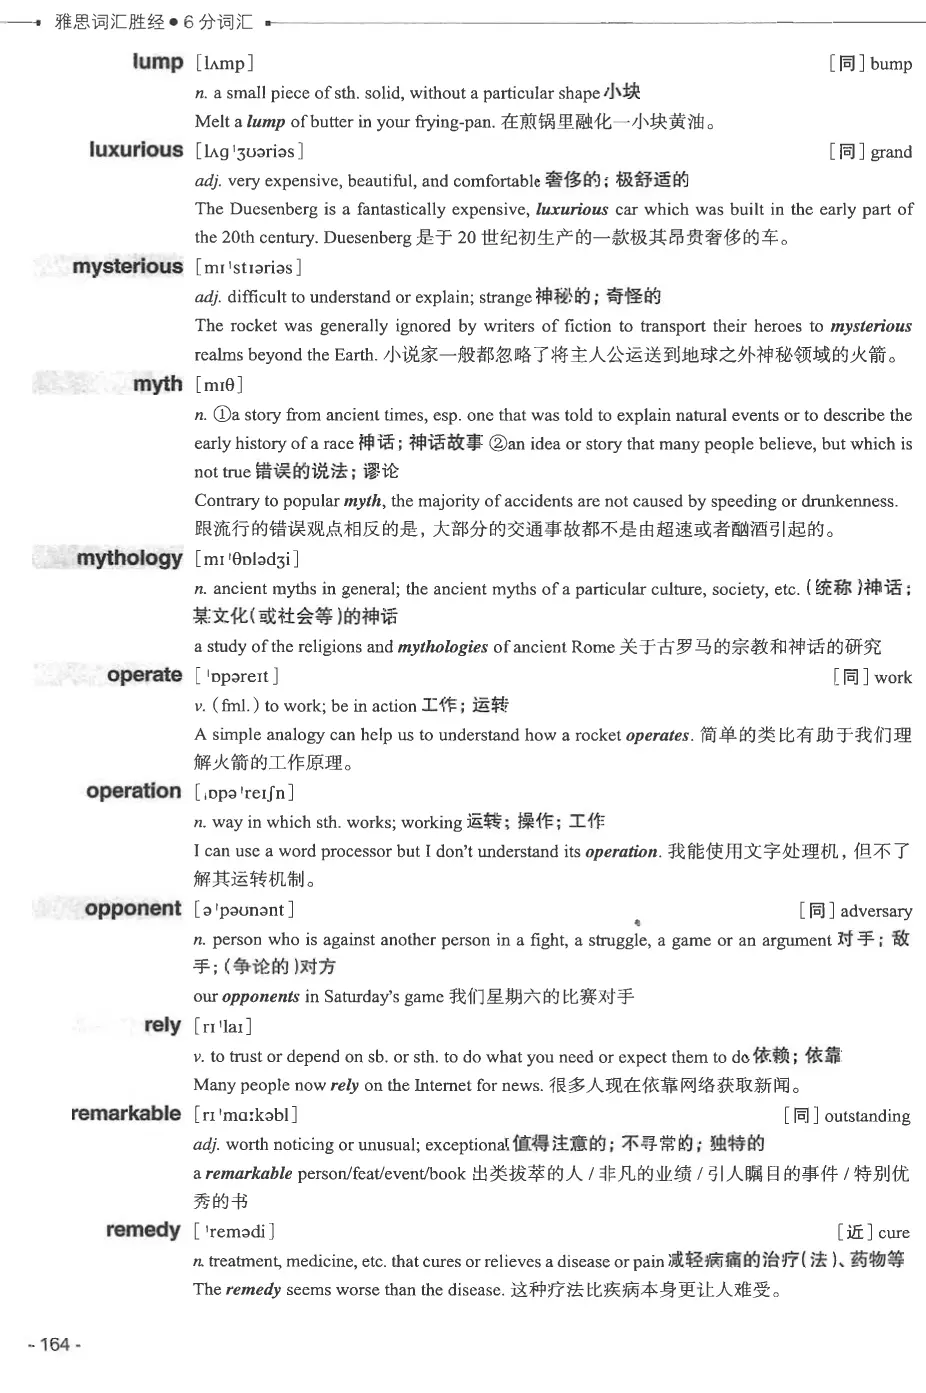 雅思词汇胜经●6分词汇
lump [lʌmp] [同] bump
n. a small piece of sth. solid, without a particular shape 小块
Melt a lump of butter in your frying-pan. 在煎锅里融化一小块黄油。
luxurious [lʌgˈʒʊəriəs] [同] grand
adj. very expensive, beautiful, and comfortable 奢侈的；极舒适的
The Duesenberg is a fantastically expensive, luxurious car which was built in the early part of
the 20th century. Duesenberg 是于 20 世纪初生产的一款极其昂贵奢侈的车。
mysterious [mɪˈstɪəriəs]
adj. difficult to understand or explain; strange 神秘的；奇怪的
The rocket was generally ignored by writers of fiction to transport their heroes to mysterious
realms beyond the Earth. 小说家一般都忽略了将主人公运送到地球之外神秘领域的火箭。
myth [mɪθ]
n. ①a story from ancient times, esp. one that was told to explain natural events or to describe the
early history of a race 神话；神话故事 ②an idea or story that many people believe, but which is
not true 错误的说法；谬论
Contrary to popular myth, the majority of accidents are not caused by speeding or drunkenness.
跟流行的错误观点相反的是，大部分的交通事故都不是由超速或者酗酒引起的。
mythology [mɪˈθɒlədʒi]
n. ancient myths in general; the ancient myths of a particular culture, society, etc. (统称)神话；
某文化(或社会等)的神话
a study of the religions and mythologies of ancient Rome 关于古罗马的宗教和神话的研究
operate [ˈɒpəreɪt] [同] work
v. (fml.) to work; be in action 工作；运转
A simple analogy can help us to understand how a rocket operates. 简单的类比有助于我们理
解火箭的工作原理。
operation [ˌɒpəˈreɪʃn]
n. way in which sth. works; working 运转；操作；工作
I can use a word processor but I don't understand its operation. 我能使用文字处理机，但不了
解其运转机制。
opponent [əˈpəʊnənt] [同] adversary
n. person who is against another person in a fight, a struggle, a game or an argument 对手；敌
手；(争论的)对方
our opponents in Saturday's game 我们星期六的比赛对手
rely [rɪˈlaɪ]
v. to trust or depend on sb. or sth. to do what you need or expect them to do 依赖；依靠
Many people now rely on the Internet for news. 很多人现在依靠网络获取新闻。
remarkable [rɪˈmɑːkəbl] [同] outstanding
adj. worth noticing or unusual; exceptional 值得注意的；不寻常的；独特的
a remarkable person/feat/event/book 出类拔萃的人 / 非凡的业绩 / 引人瞩目的事件 / 特别优
秀的书
remedy [ˈremədi] [近] cure
n. treatment, medicine, etc. that cures or relieves a disease or pain 减轻病痛的治疗(法)、药物等
The remedy seems worse than the disease. 这种疗法比疾病本身更让人难受。
- 164 -